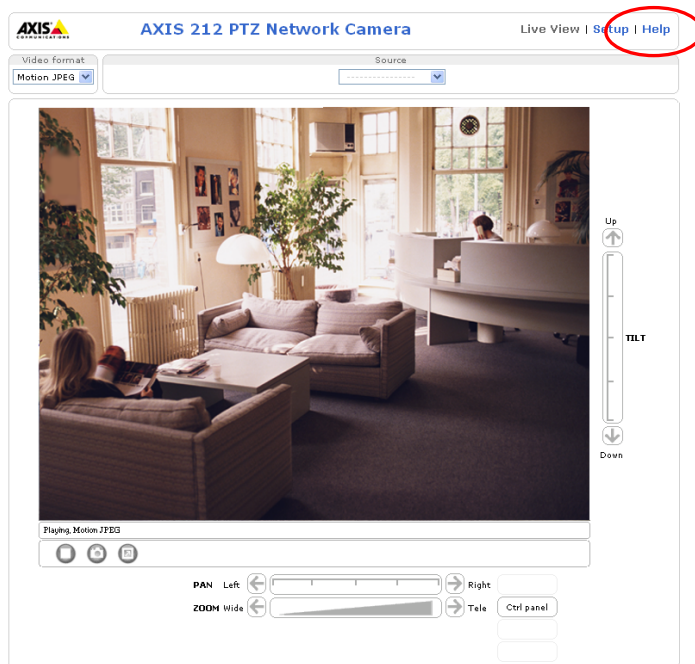 AXIS
COMMUNICATIONS
AXIS 212 PTZ Network Camera
Live View | Setup | Help
Video format
Source
Motion JPEG
----------------
Up
TILT
Down
Playing, Motion JPEG
PAN Left Right
ZOOM Wide Tele Ctrl panel